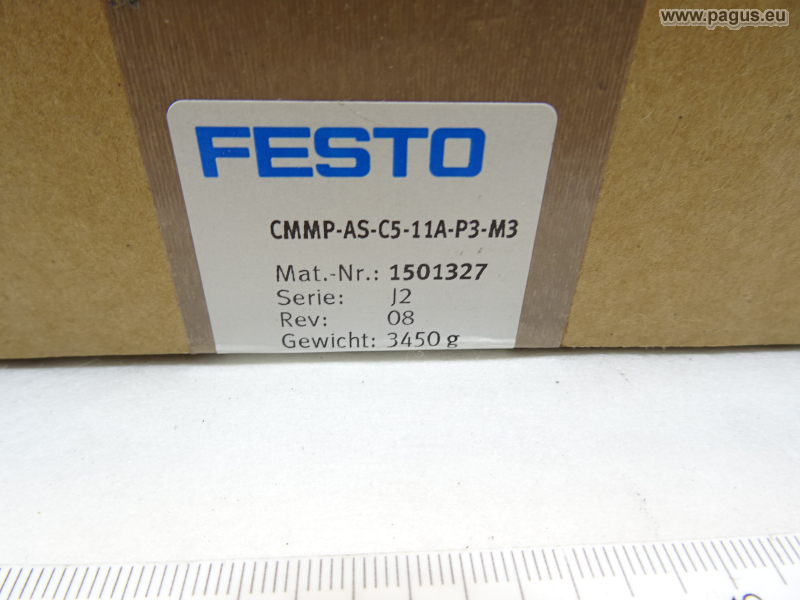 www.pagus.eu
FESTO
CMMP-AS-C5-11A-P3-M3
Mat.-Nr.: 1501327
Serie: J2
Rev: 08
Gewicht: 3450 g